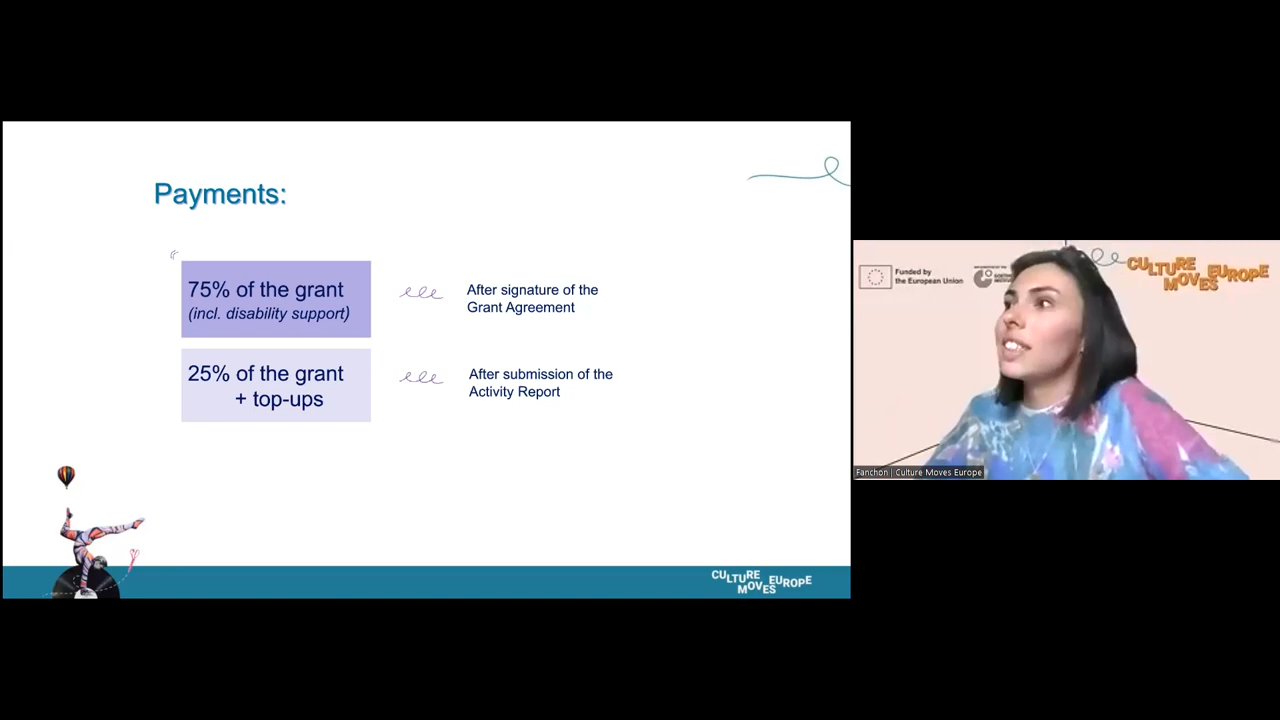 Payments:
75% of the grant
(incl. disability support)
After signature of the
Grant Agreement
25% of the grant
+ top-ups
After submission of the
Activity Report
CULTURE
MOVES EUROPE
Funded by
the European Union
CULTURE
MOVES EUROPE
Fanchon | Culture Moves Europe